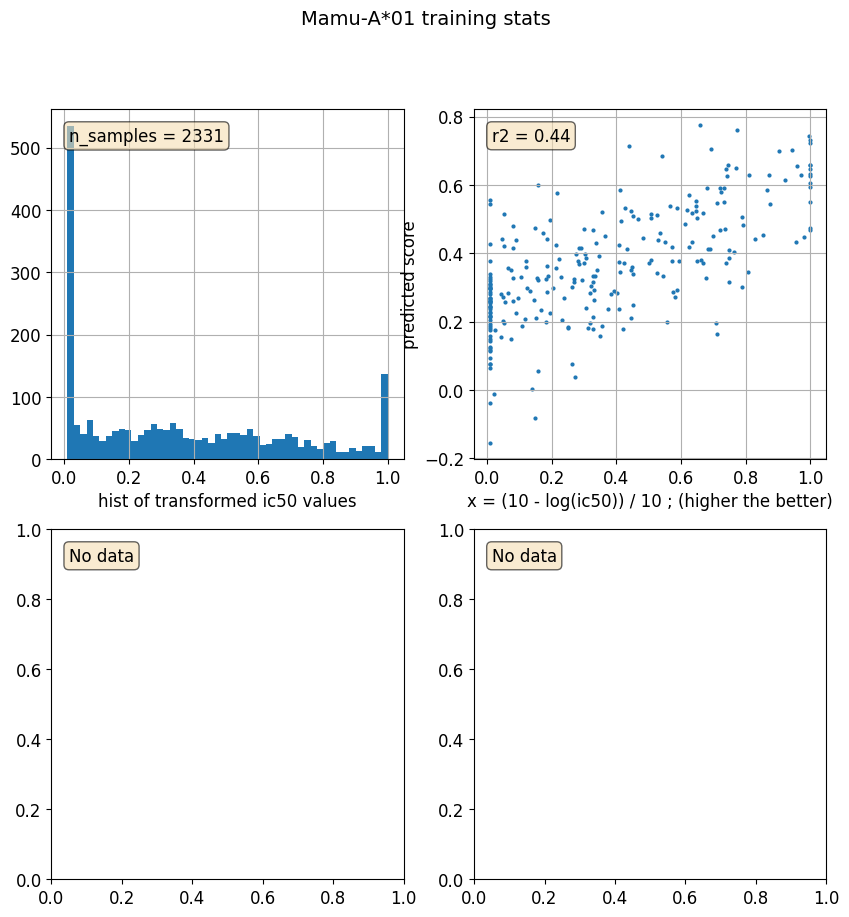 Mamu-A*01 training stats
n_samples = 2331
500
400
300
200
100
0
0.0 0.2 0.4 0.6 0.8 1.0
hist of transformed ic50 values
r2 = 0.44
predicted score
0.8
0.6
0.4
0.2
0.0
−0.2
0.0 0.2 0.4 0.6 0.8 1.0
x = (10 - log(ic50)) / 10 ; (higher the better)
No data
1.0
0.8
0.6
0.4
0.2
0.0
0.0 0.2 0.4 0.6 0.8 1.0
No data
1.0
0.8
0.6
0.4
0.2
0.0
0.0 0.2 0.4 0.6 0.8 1.0